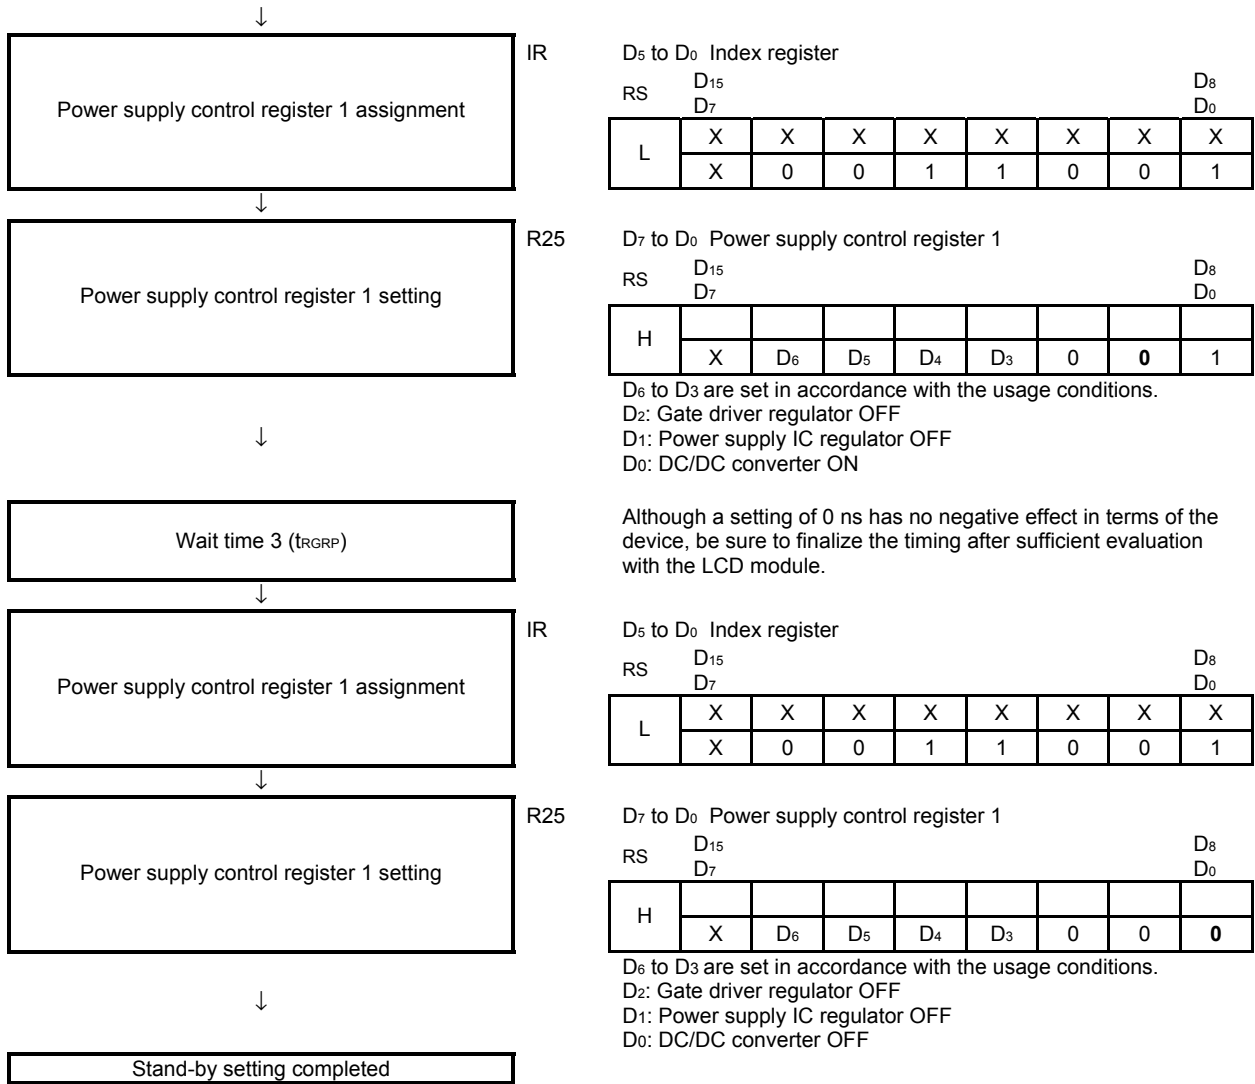 ↓
Power supply control register 1 assignment
IR
D5 to D0 Index register
RS D15 D8
D7 D0
L X X X X X X X X
X 0 0 1 1 0 0 1
↓
Power supply control register 1 setting
R25
D7 to D0 Power supply control register 1
RS D15 D8
D7 D0
H
X D6 D5 D4 D3 0 0 1
D6 to D3 are set in accordance with the usage conditions.
D2: Gate driver regulator OFF
D1: Power supply IC regulator OFF
D0: DC/DC converter ON
↓
Wait time 3 (tRGRP)
Although a setting of 0 ns has no negative effect in terms of the
device, be sure to finalize the timing after sufficient evaluation
with the LCD module.
↓
Power supply control register 1 assignment
IR
D5 to D0 Index register
RS D15 D8
D7 D0
L X X X X X X X X
X 0 0 1 1 0 0 1
↓
Power supply control register 1 setting
R25
D7 to D0 Power supply control register 1
RS D15 D8
D7 D0
H
X D6 D5 D4 D3 0 0 0
D6 to D3 are set in accordance with the usage conditions.
D2: Gate driver regulator OFF
D1: Power supply IC regulator OFF
D0: DC/DC converter OFF
↓
Stand-by setting completed